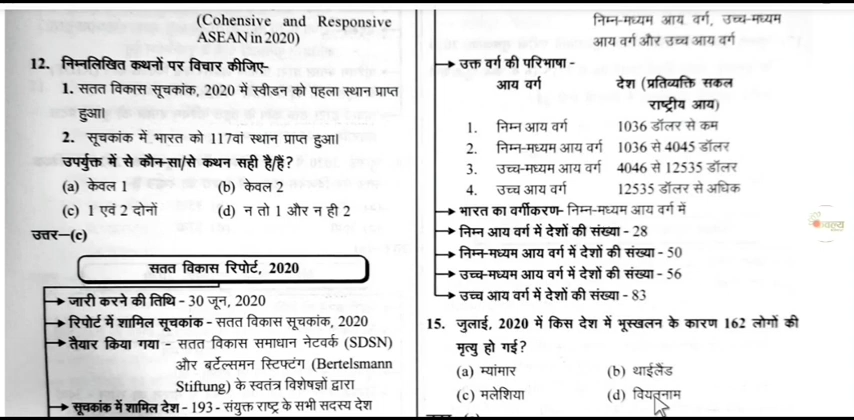 (Cohensive and Responsive
ASEAN in 2020)
12. निम्नलिखित कथनों पर विचार कीजिए-
1. सतत विकास सूचकांक, 2020 में स्वीडन को पहला स्थान प्राप्त
हुआ।
2. सूचकांक में भारत को 117वां स्थान प्राप्त हुआ।
उपर्युक्त में से कौन-सा/से कथन सही है/हैं?
(a) केवल 1 (b) केवल 2
(c) 1 एवं 2 दोनों (d) न तो 1 और न ही 2
उत्तर–(c)
सतत विकास रिपोर्ट, 2020
जारी करने की तिथि - 30 जून, 2020
रिपोर्ट में शामिल सूचकांक - सतत विकास सूचकांक, 2020
तैयार किया गया - सतत विकास समाधान नेटवर्क (SDSN)
और बर्टेल्समन स्टिफ्टंग (Bertelsmann
Stiftung) के स्वतंत्र विशेषज्ञों द्वारा
सूचकांक में शामिल देश - 193 - संयुक्त राष्ट्र के सभी सदस्य देश
निम्न-मध्यम आय वर्ग, उच्च-मध्यम
आय वर्ग और उच्च आय वर्ग
उक्त वर्ग की परिभाषा -
आय वर्ग देश (प्रतिव्यक्ति सकल
राष्ट्रीय आय)
1. निम्न आय वर्ग 1036 डॉलर से कम
2. निम्न-मध्यम आय वर्ग 1036 से 4045 डॉलर
3. उच्च-मध्यम आय वर्ग 4046 से 12535 डॉलर
4. उच्च आय वर्ग 12535 डॉलर से अधिक
भारत का वर्गीकरण- निम्न-मध्यम आय वर्ग में
निम्न आय वर्ग में देशों की संख्या - 28
निम्न-मध्यम आय वर्ग में देशों की संख्या - 50
उच्च-मध्यम आय वर्ग में देशों की संख्या - 56
उच्च आय वर्ग में देशों की संख्या - 83
15. जुलाई, 2020 में किस देश में भूस्खलन के कारण 162 लोगों की
मृत्यु हो गई?
(a) म्यांमार (b) थाईलैंड
(c) मलेशिया (d) वियतनाम